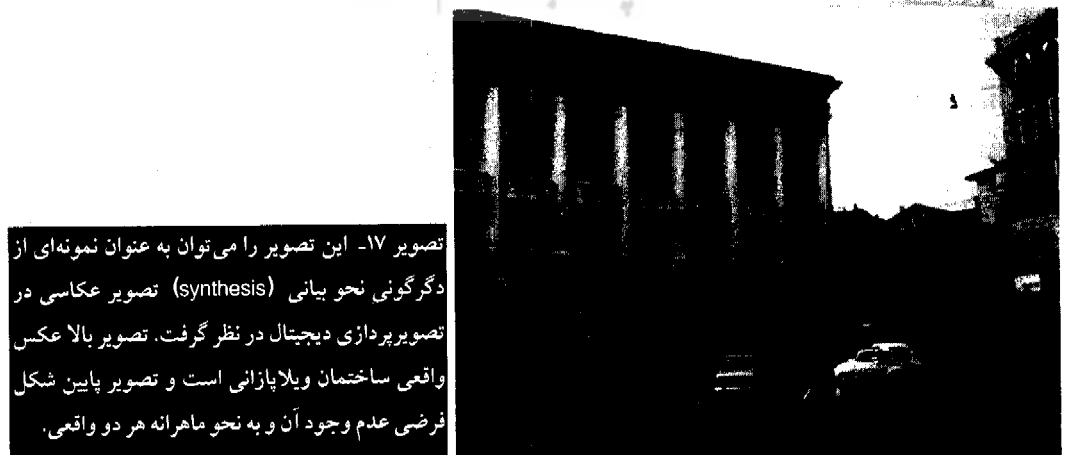 تصویر ۱۷ـ این تصویر را می‌توان به عنوان نمونه‌ای از
دگرگونی نحو بیانی (synthesis) تصویر عکاسی در
تصویرپردازی دیجیتال در نظر گرفت. تصویر بالا عکس
واقعی ساختمان ویلاپازانی است و تصویر پایین شکل
فرضی عدم وجود آن و به نحو ماهرانه هر دو واقعی.